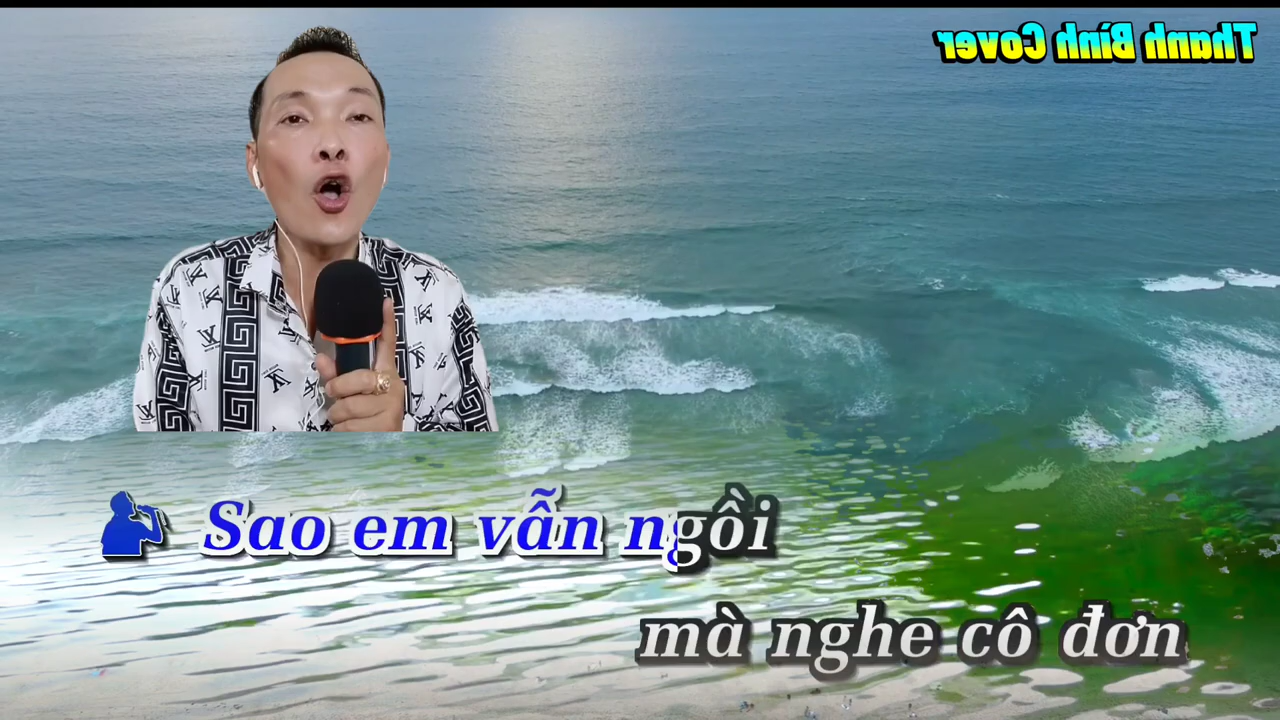 Thanh Bình Cover
Sao em vẫn ngồi
mà nghe cô đơn